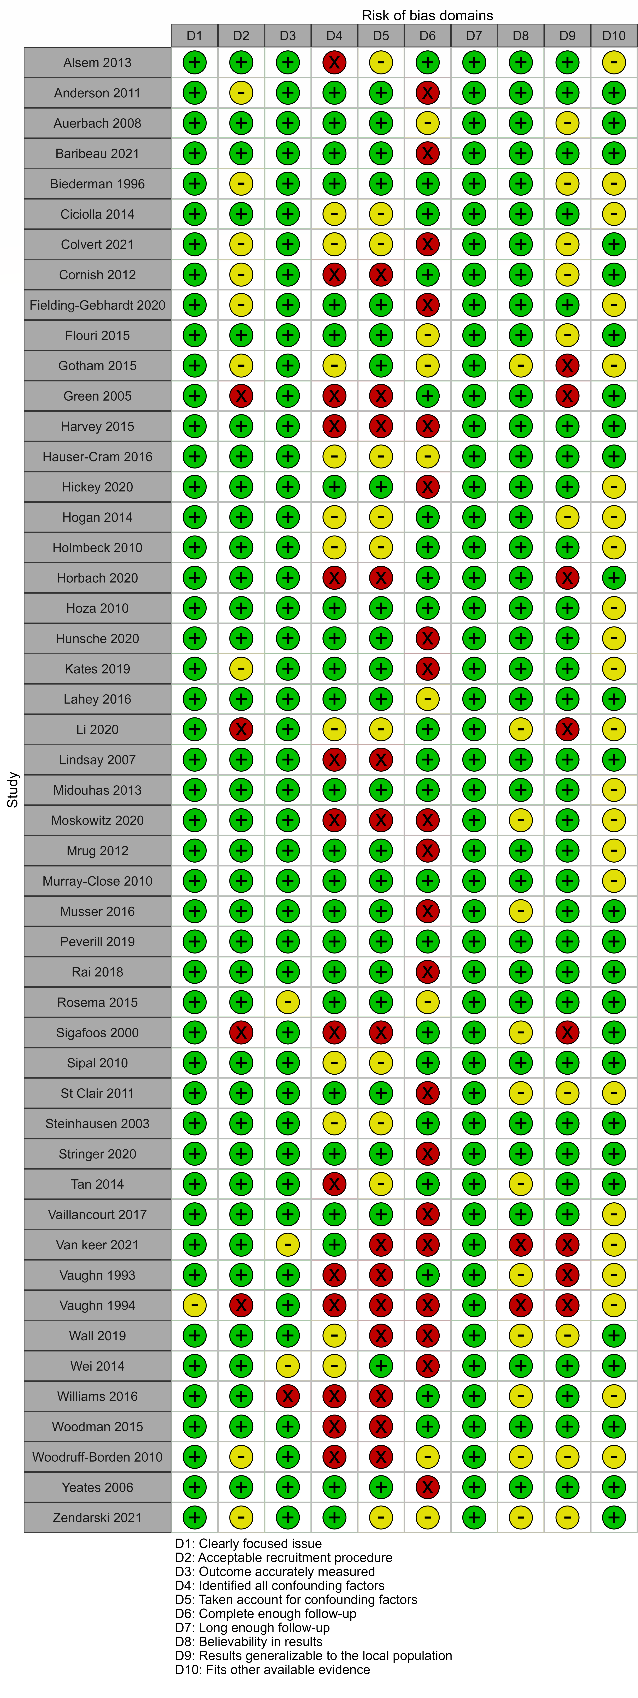 Risk of bias domains
D1 D2 D3 D4 D5 D6 D7 D8 D9 D10
Alsem 2013 + + + X - + + + + -
Anderson 2011 + - + + + X + + + +
Auerbach 2008 + + + + + - + + - +
Baribeau 2021 + + + + + X + + + +
Biederman 1996 + - + + + + + + - -
Ciciolla 2014 + + + - - + + + + -
Colvert 2021 + - + - - X + + - +
Cornish 2012 + - + X X + + + - +
Fielding-Gebhardt 2020 + - + + + X + + + -
Flouri 2015 + + + + + - + + - +
Gotham 2015 + - + - + - + - X -
Green 2005 + X + X X + + + X +
Harvey 2015 + + + X X X + + + +
Hauser-Cram 2016 + + + - - - + + + +
Hickey 2020 + + + + + X + + + -
Hogan 2014 + + + - - + + + - -
Holmbeck 2010 + + + - - + + + + -
Horbach 2020 + + + X X + + + X +
Hoza 2010 + + + + + + + + + -
Hunsche 2020 + + + + + X + + + -
Kates 2019 + - + + + X + + + -
Lahey 2016 + + + + + - + + + +
Li 2020 + X + - - + + - X -
Lindsay 2007 + + + X X + + + + +
Study
Midouhas 2013 + + + + + + + + + -
Moskowitz 2020 + + + X X X + - + -
Mrug 2012 + + + + + X + + + -
Murray-Close 2010 + + + + + + + + + -
Musser 2016 + + + + + X + - + +
Peverill 2019 + + + + + + + + + +
Rai 2018 + + + + + X + + + +
Rosema 2015 + + - + + - + + + +
Sigafoos 2000 + X + X X + + - X +
Sipal 2010 + + + - - + + + + +
St Clair 2011 + + + + + X + - - -
Steinhausen 2003 + + + - - + + + + +
Stringer 2020 + + + + + X + + + +
Tan 2014 + + + X - + + - + +
Vaillancourt 2017 + + + + + X + + + -
Van keer 2021 + + - + X X + X X -
Vaughn 1993 + + + X X + + - X -
Vaughn 1994 - X + X X X + X X -
Wall 2019 + + + - X X + - - +
Wei 2014 + + - - + X + + + +
Williams 2016 + + X X X + + - + -
Woodman 2015 + + + X X + + + + +
Woodruff-Borden 2010 + - + X X - + - - -
Yeates 2006 + + + + + X + + + +
Zendarski 2021 + - + + - - + - - +
D1: Clearly focused issue
D2: Acceptable recruitment procedure
D3: Outcome accurately measured
D4: Identified all confounding factors
D5: Taken account for confounding factors
D6: Complete enough follow-up
D7: Long enough follow-up
D8: Believability in results
D9: Results generalizable to the local population
D10: Fits other available evidence